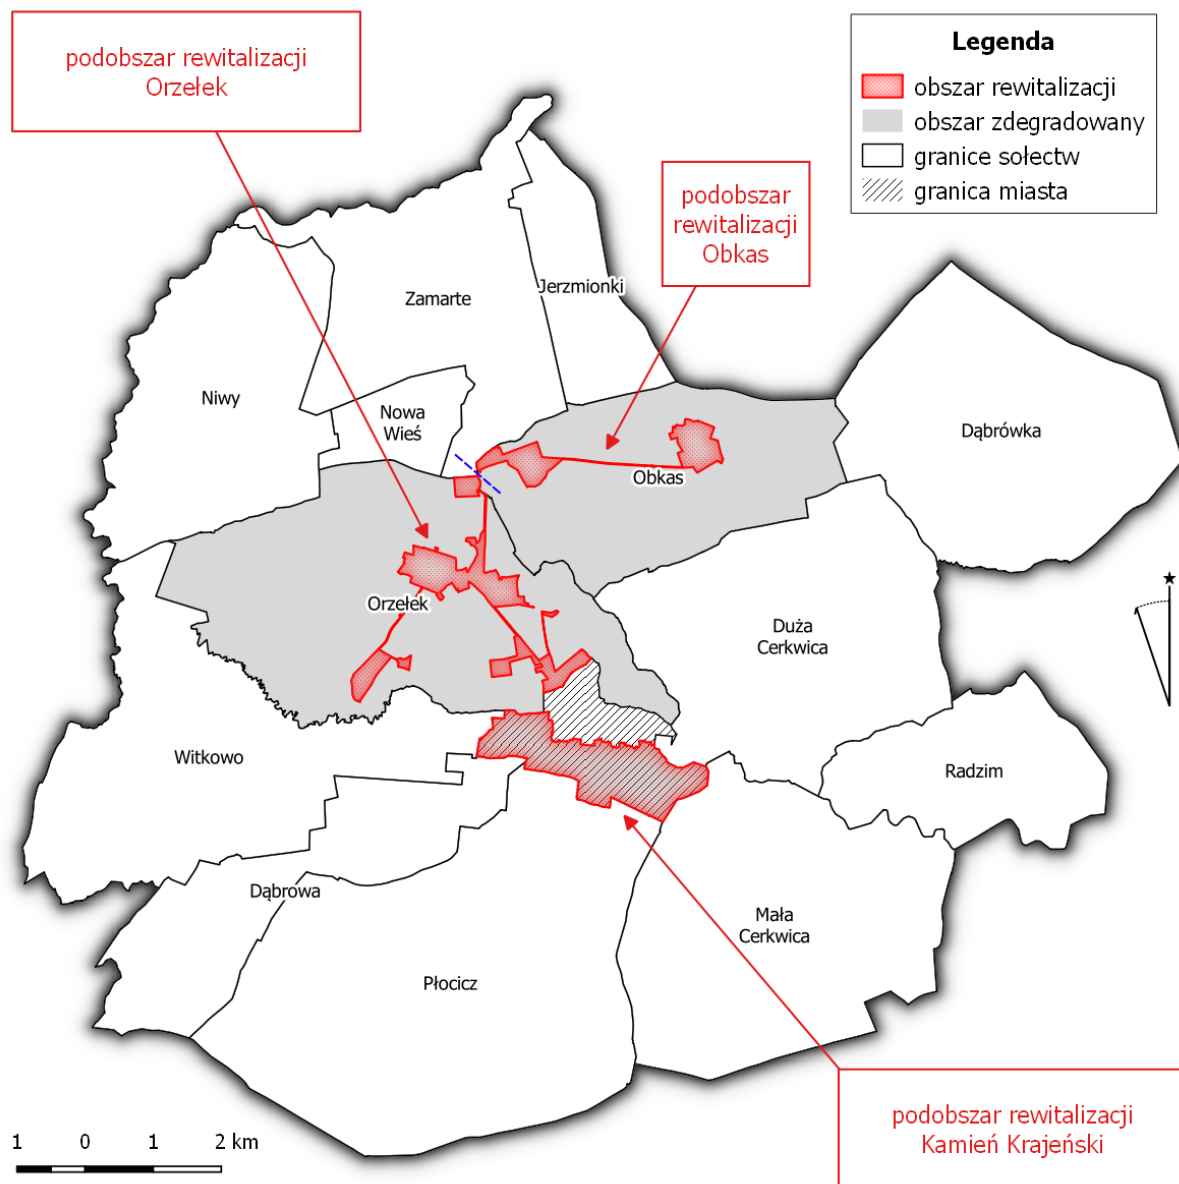 podobszar rewitalizacji
Orzełek
Legenda
obszar rewitalizacji
obszar zdegradowany
granice sołectw
granica miasta
podobszar
rewitalizacji
Obkas
Jerzmionki
Zamarte
Niwy
Nowa
Wieś
Dąbrówka
Obkas
Orzełek
Duża
Cerkwica
Witkowo
Radzim
Dąbrowa
Mała
Cerkwica
Płocicz
podobszar rewitalizacji
Kamień Krajeński
1 0 1 2 km